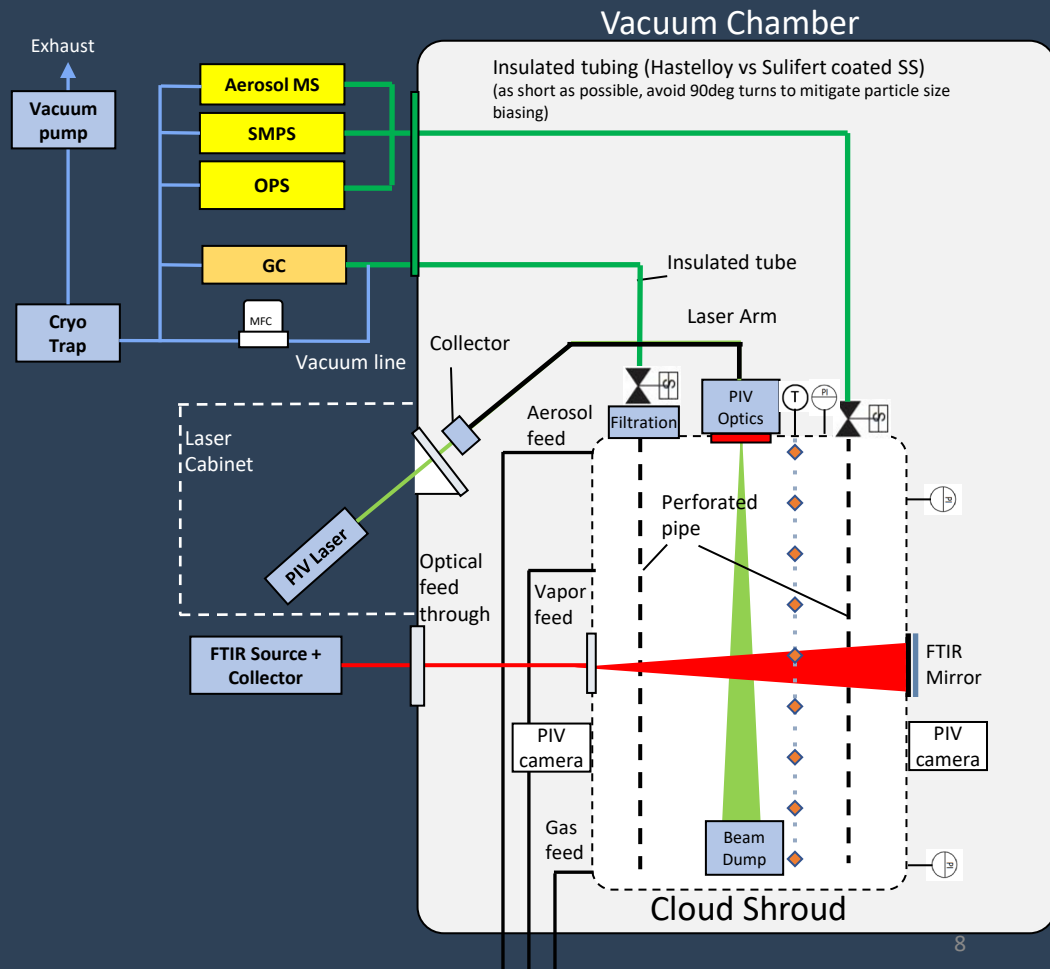 Vacuum Chamber
Exhaust
Vacuum
pump
Aerosol MS
SMPS
OPS
GC
MFC
Cryo
Trap
Vacuum line
Insulated tubing (Hastelloy vs Sulifert coated SS)
(as short as possible, avoid 90deg turns to mitigate particle size
biasing)
Insulated tube
Laser Arm
Collector
Aerosol
feed
S
Filtration
PIV
Optics
T
PI
S
Laser
Cabinet
PIV Laser
Perforated
pipe
PI
Optical
feed
through
Vapor
feed
FTIR Source +
Collector
FTIR
Mirror
PIV
camera
PIV
camera
Gas
feed
Beam
Dump
PI
Cloud Shroud
8